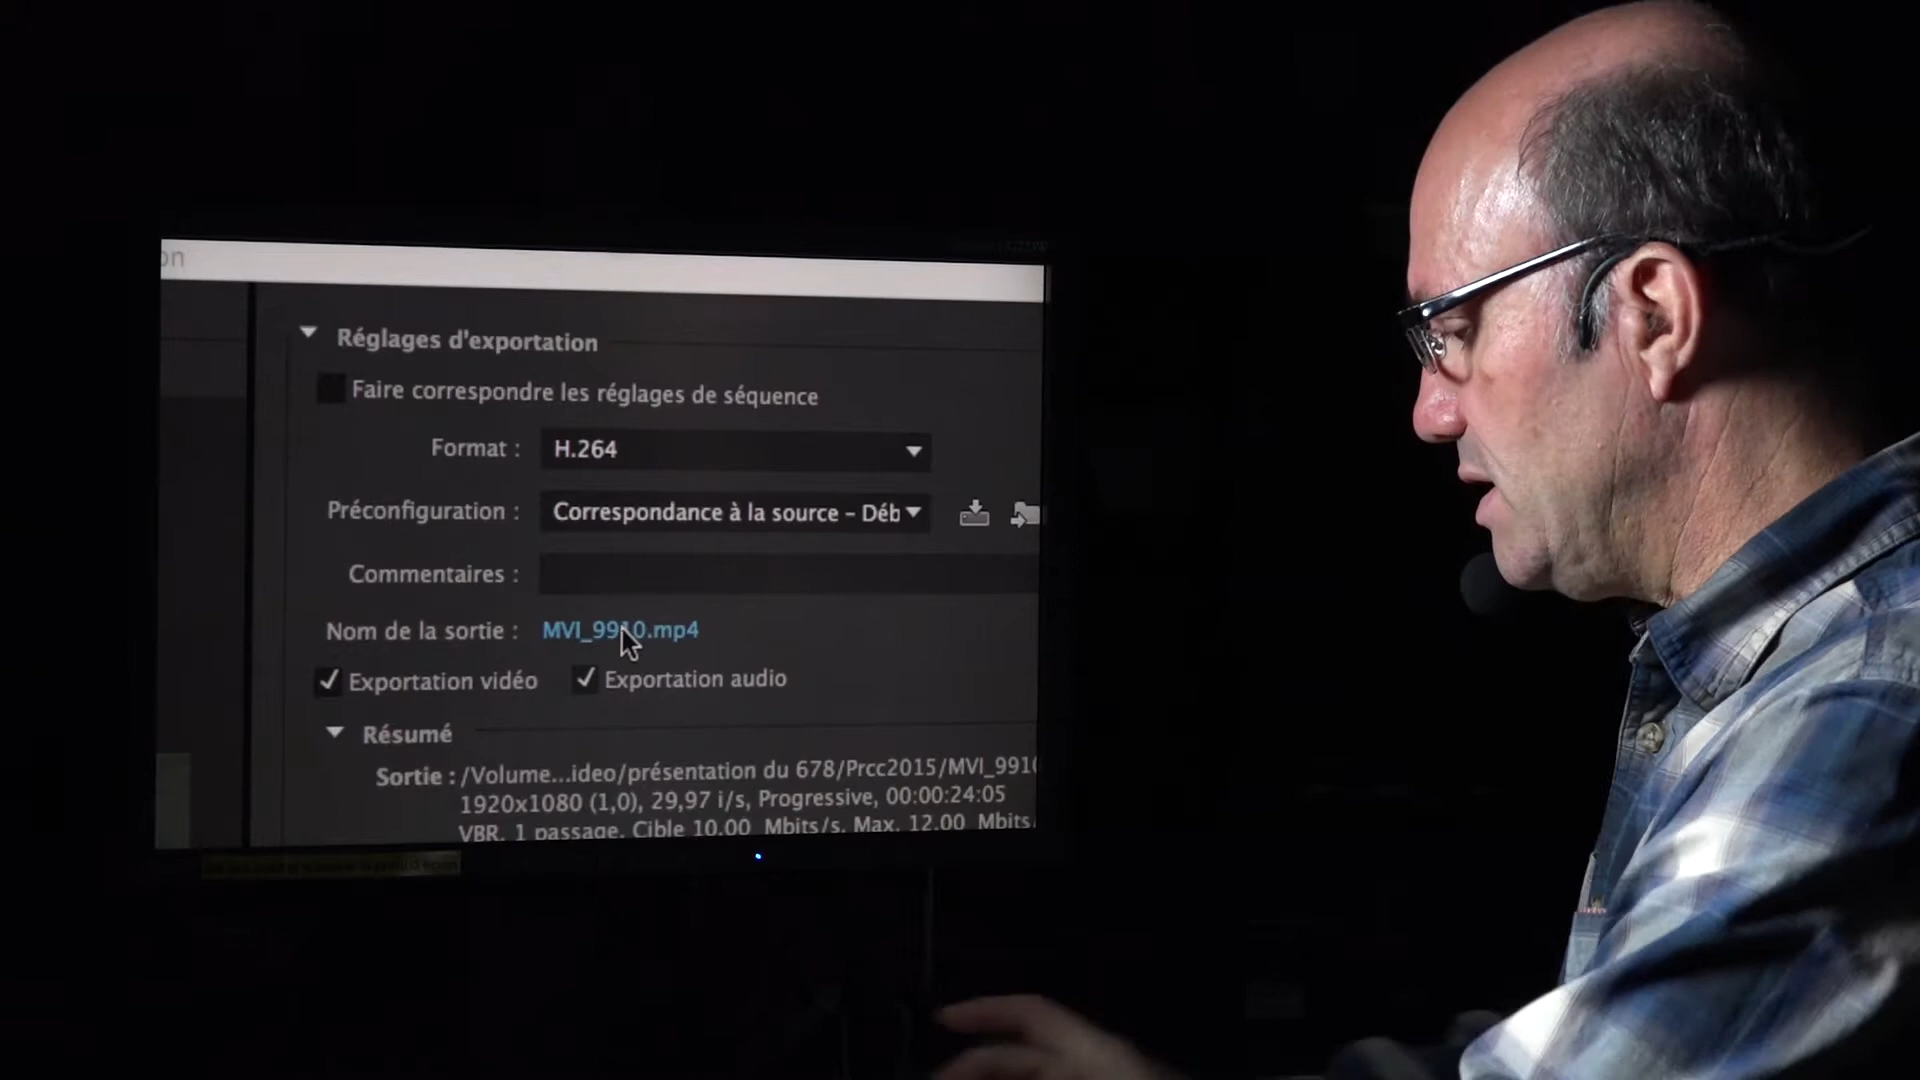 on
Réglages d'exportation
Faire correspondre les réglages de séquence
Format : H.264
Préconfiguration : Correspondance à la source – Déb
Commentaires :
Nom de la sortie : MVI_9910.mp4
Exportation vidéo Exportation audio
Résumé
Sortie : /Volume...ideo/présentation du 678/Prcc2015/MVI_9910
1920x1080 (1,0), 29,97 i/s, Progressive, 00:00:24:05
VBR, 1 passage, Cible 10.00 Mbits/s, Max. 12.00 Mbits/